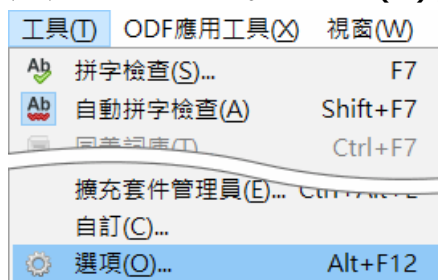 工具(T) ODF應用工具(X) 視窗(W)
拼字檢查(S)... F7
自動拼字檢查(A) Shift+F7
Ctrl+F7
擴充套件管理員(E)...
自訂(C)...
選項(O)... Alt+F12